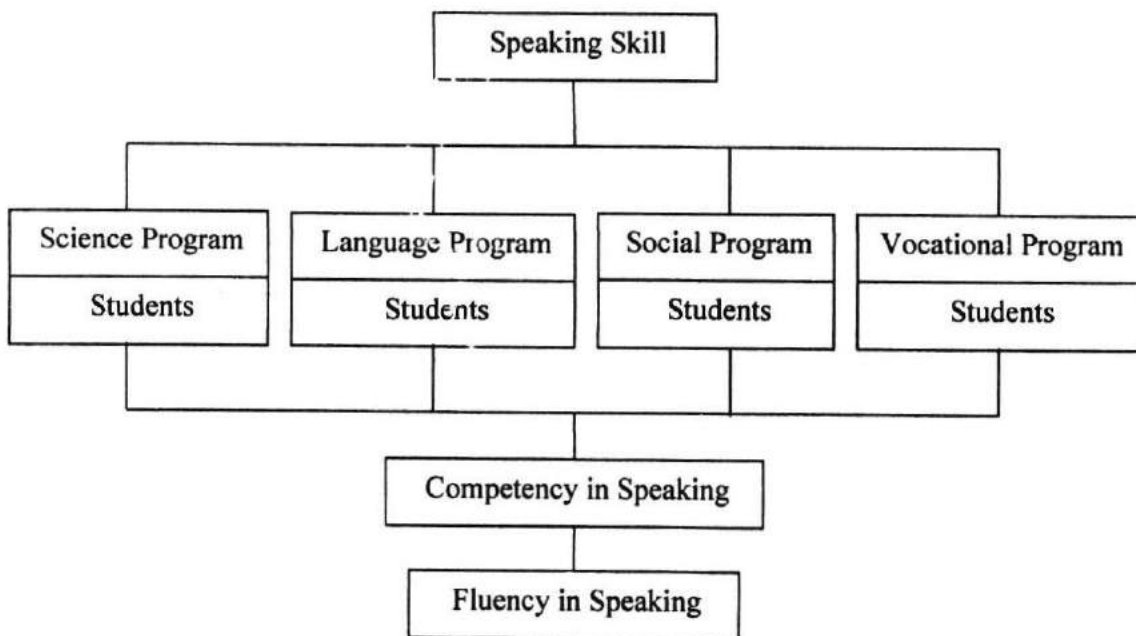 Speaking Skill
Science Program
Students
Language Program
Students
Social Program
Students
Vocational Program
Students
Competency in Speaking
Fluency in Speaking